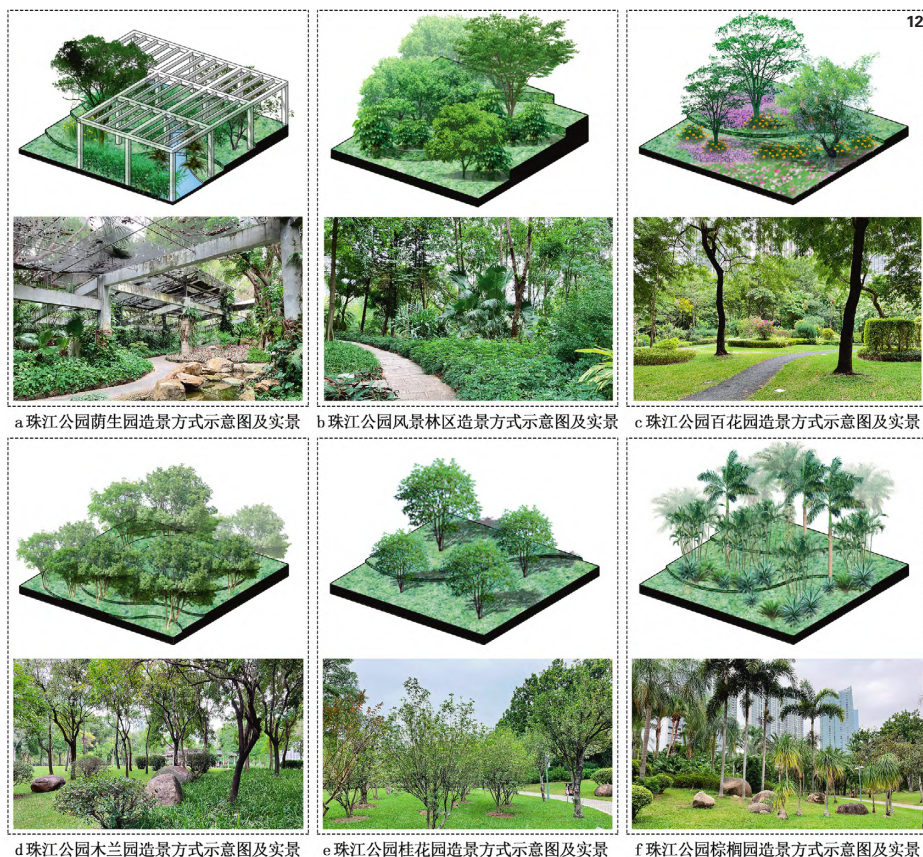 12
a 珠江公园荫生园造景方式示意图及实景
b 珠江公园风景林区造景方式示意图及实景
c 珠江公园百花园造景方式示意图及实景
d 珠江公园木兰园造景方式示意图及实景
e 珠江公园桂花园造景方式示意图及实景
f 珠江公园棕榈园造景方式示意图及实景